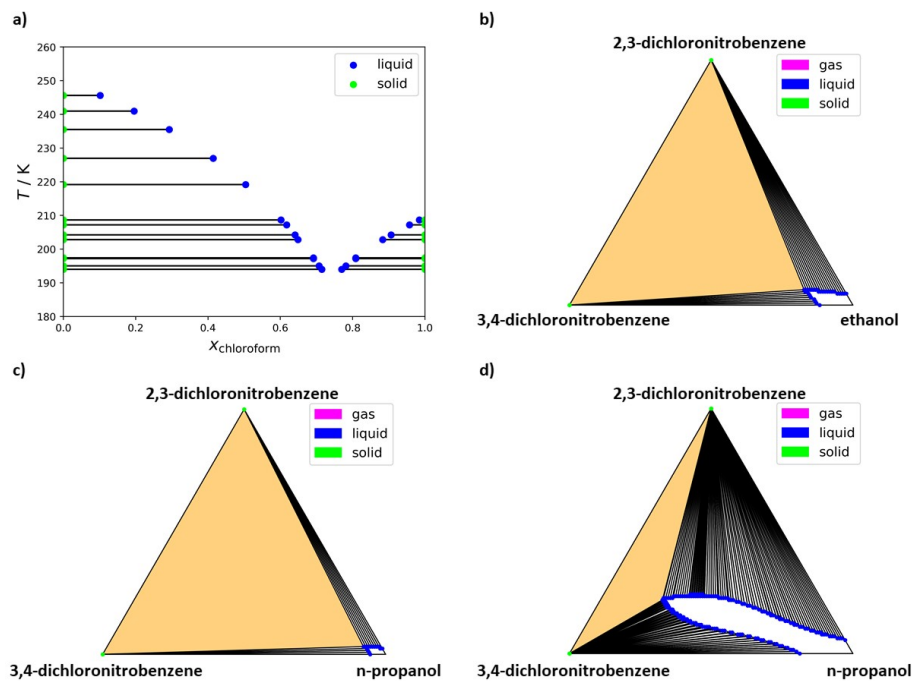 a)
260
250
240
230
220
210
200
190
180
T / K
0.0 0.2 0.4 0.6 0.8 1.0
x chloroform
liquid
solid
b)
2,3-dichloronitrobenzene
gas
liquid
solid
3,4-dichloronitrobenzene ethanol
c)
2,3-dichloronitrobenzene
gas
liquid
solid
3,4-dichloronitrobenzene n-propanol
d)
2,3-dichloronitrobenzene
gas
liquid
solid
3,4-dichloronitrobenzene n-propanol